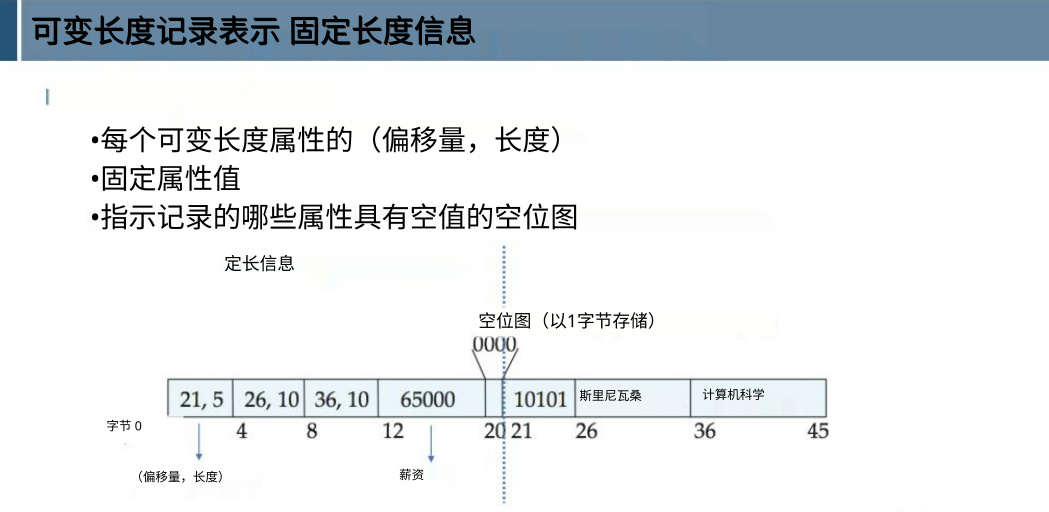 可变长度记录表示 固定长度信息
•每个可变长度属性的（偏移量，长度）
•固定属性值
•指示记录的哪些属性具有空值的空位图
定长信息
空位图（以1字节存储）
0000
21, 5 26, 10 36, 10 65000 10101 斯里尼瓦桑 计算机科学
字节 0 4 8 12 20 21 26 36 45
（偏移量，长度） 薪资